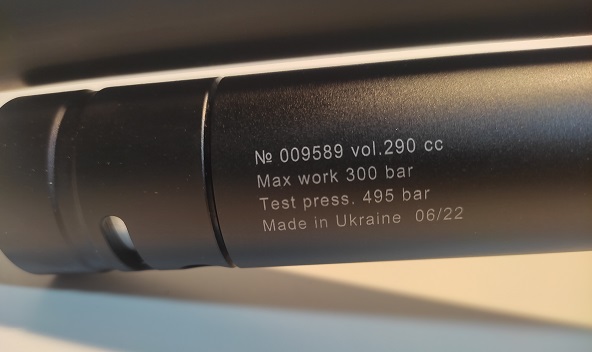 № 009589 vol.290 cc
Max work 300 bar
Test press. 495 bar
Made in Ukraine 06/22